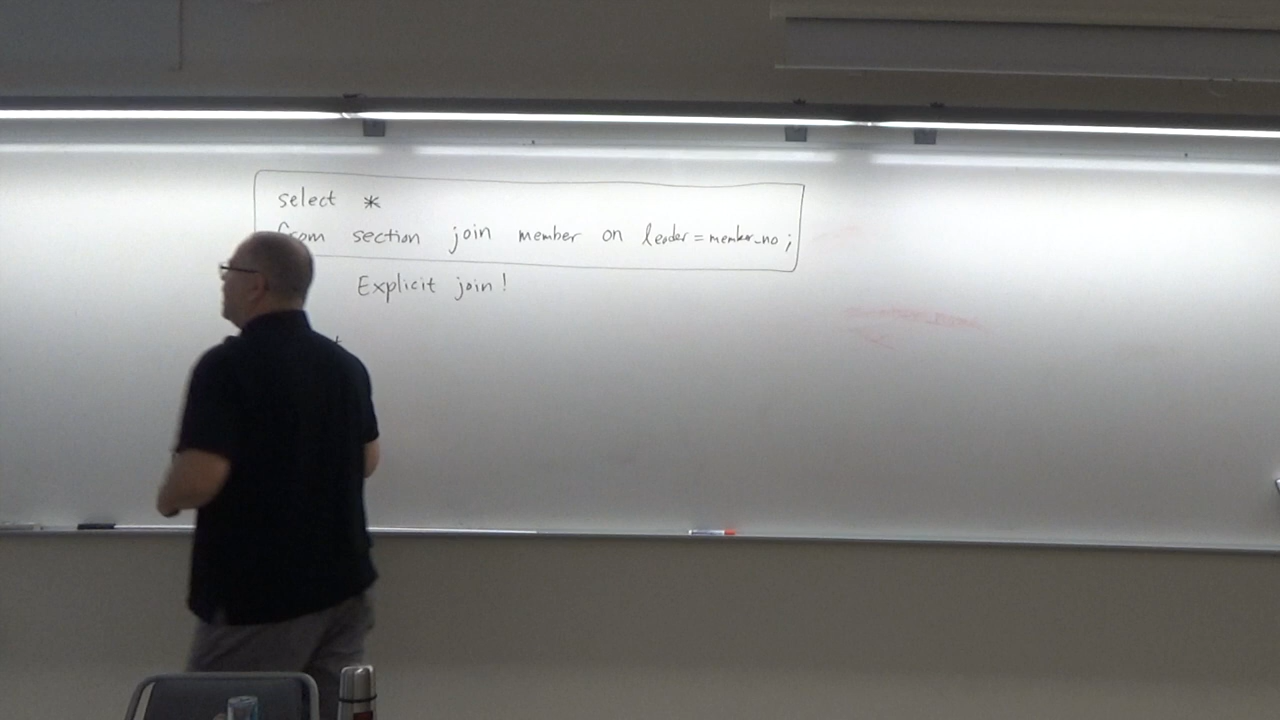 select *
from section join member on leader = member_no ;
Explicit join !